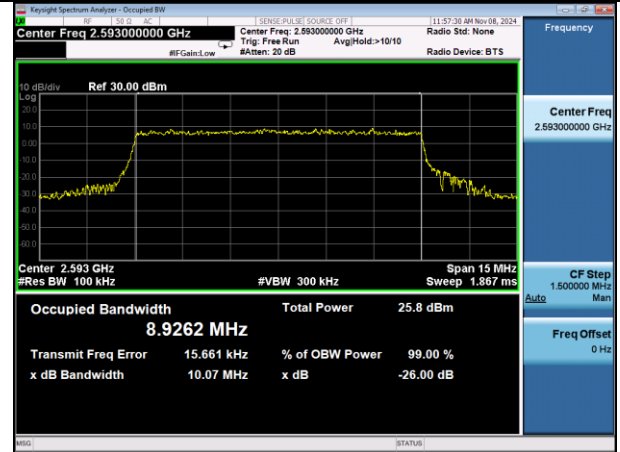 Keysight Spectrum Analyzer - Occupied BW
RF 50 Ω AC SENSE:PULSE SOURCE OFF 11:57:30 AM Nov 08, 2024
Center Freq 2.593000000 GHz Center Freq: 2.593000000 GHz Radio Std: None
Trig: Free Run Avg|Hold:>10/10
#IFGain:Low #Atten: 20 dB Radio Device: BTS
10 dB/div Ref 30.00 dBm
Log
20.0
10.0
0.00
-10.0
-20.0
-30.0
-40.0
-50.0
-60.0
Center 2.593 GHz Span 15 MHz
#Res BW 100 kHz #VBW 300 kHz Sweep 1.867 ms
Occupied Bandwidth Total Power 25.8 dBm
8.9262 MHz
Transmit Freq Error 15.661 kHz % of OBW Power 99.00 %
x dB Bandwidth 10.07 MHz x dB -26.00 dB
MSG STATUS
Frequency
Center Freq
2.593000000 GHz
CF Step
1.500000 MHz
Auto Man
Freq Offset
0 Hz